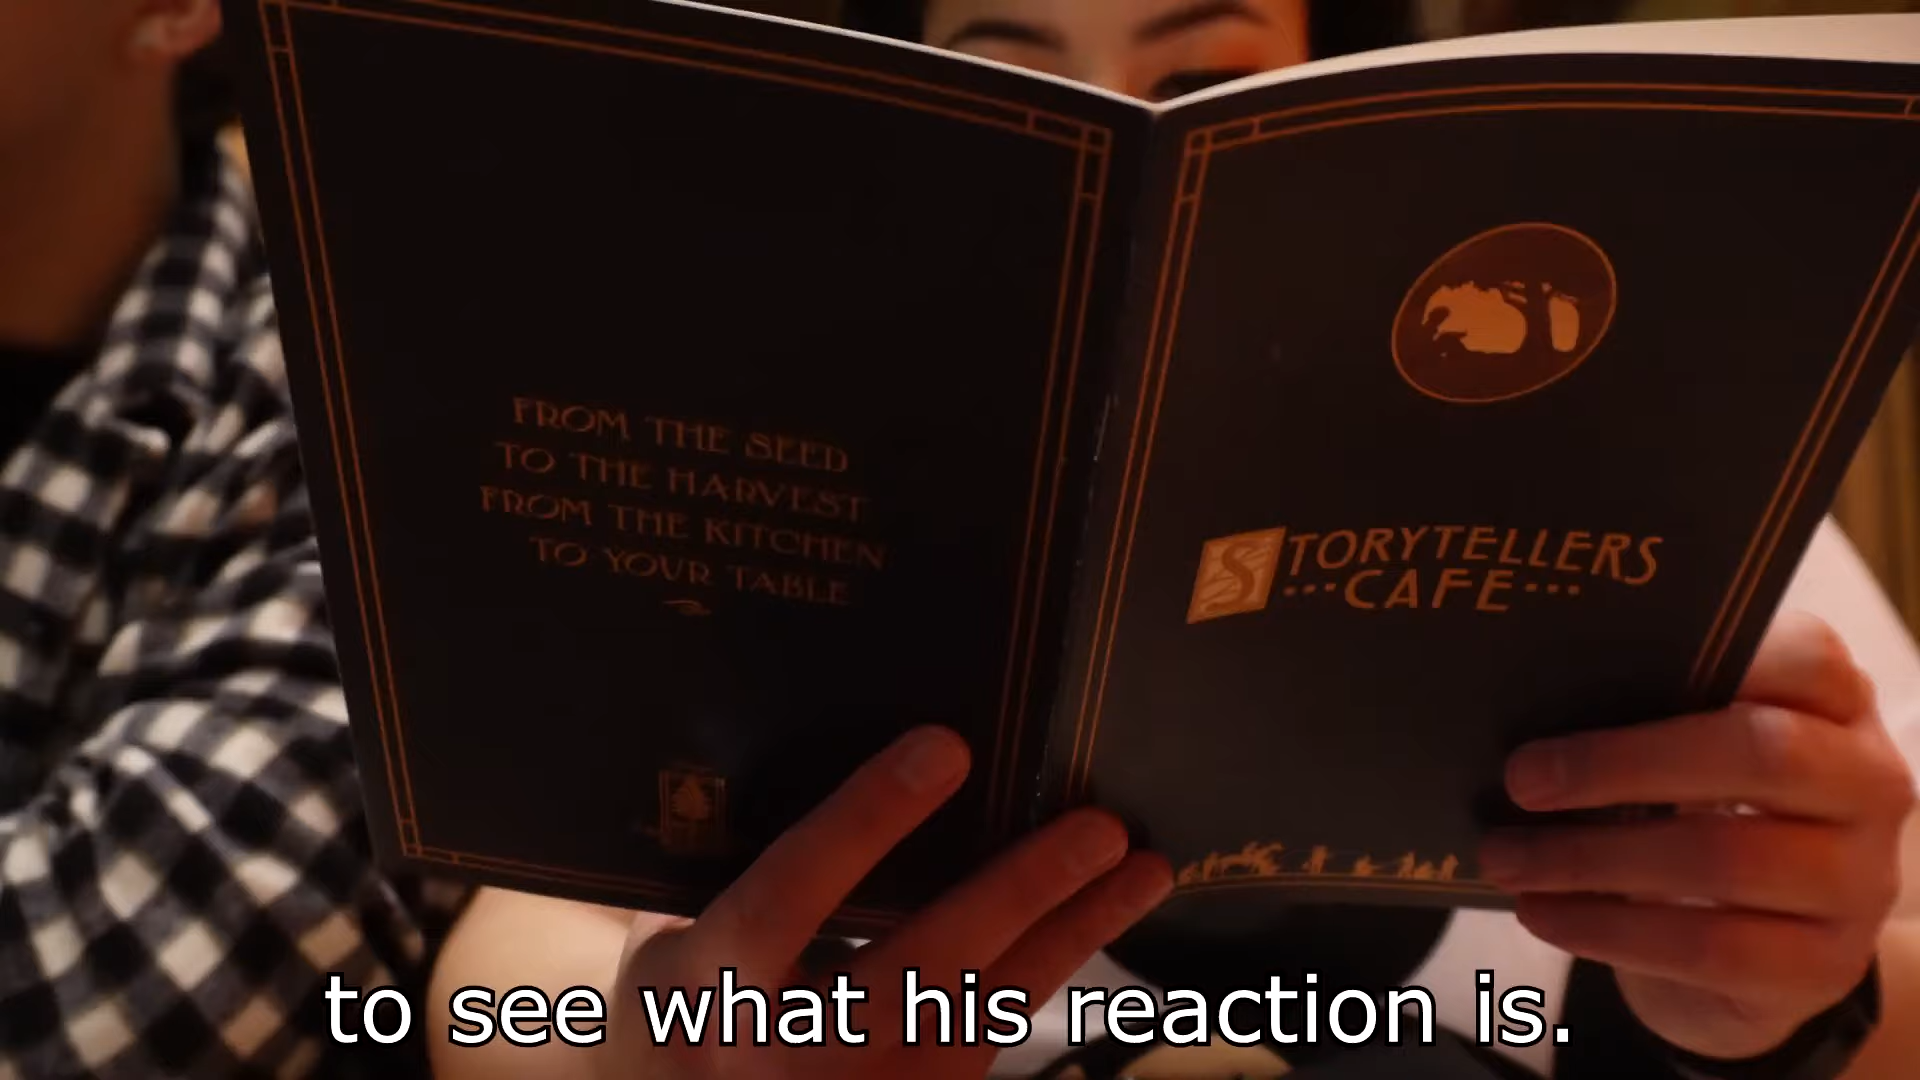 FROM THE SEED
TO THE HARVEST
FROM THE KITCHEN
TO YOUR TABLE
STORYTELLERS
CAFE
to see what his reaction is.